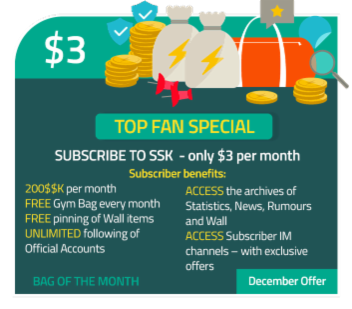 $3
TOP FAN SPECIAL
SUBSCRIBE TO SSK - only $3 per month
Subscriber benefits:
200$$K per month
FREE Gym Bag every month
FREE pinning of Wall items
UNLIMITED following of
Official Accounts
ACCESS the archives of
Statistics, News, Rumours
and Wall
ACCESS Subscriber IM
channels – with exclusive
offers
BAG OF THE MONTH
December Offer